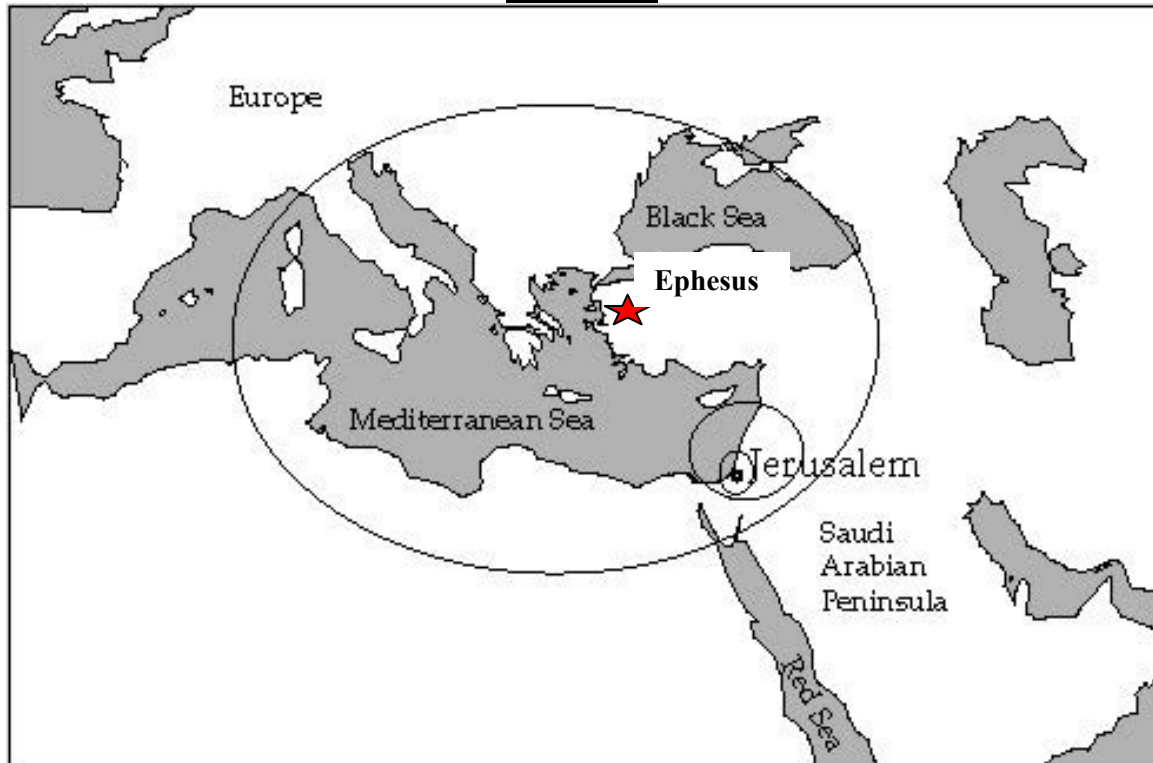 Europe
Black Sea
Ephesus
Mediterranean Sea
Jerusalem
Saudi
Arabian
Peninsula
Red Sea